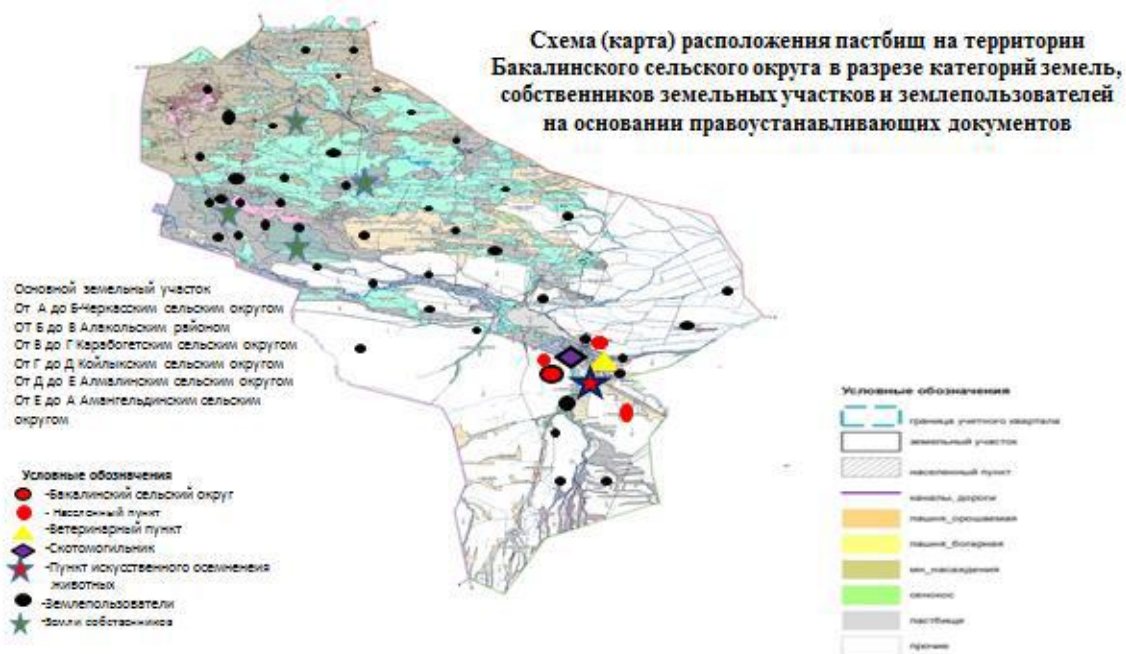 Схема (карта) расположения пастбищ на территории
Бакалинского сельского округа в разрезе категорий земель,
собственников земельных участков и землепользователей
на основании правоустанавливающих документов
Основной земельный участок
От А до Б-Черкасским сельским округом
ОТ Б до В Алакольским районом
От В до Г Карабогетским сельским округом
От Г до Д Койлыкским сельским округом
От Д до Е Алмалинским сельским округом
От Е до А Амангельдинским сельским
округом
Условные обозначения
-Бакалинский сельский округ
- Населенный пункт
-Ветеринарный пункт
-Скотомогильник
-Пункт искусственного осемненеия
животных
-Землепользователи
-Земли собственников
Условные обозначения
граница учетного квартала
земельный участок
населенный пункт
каналы, дороги
пашня_орошаемая
пашня_богарная
мн_насаждения
сенокос
пастбище
прочие